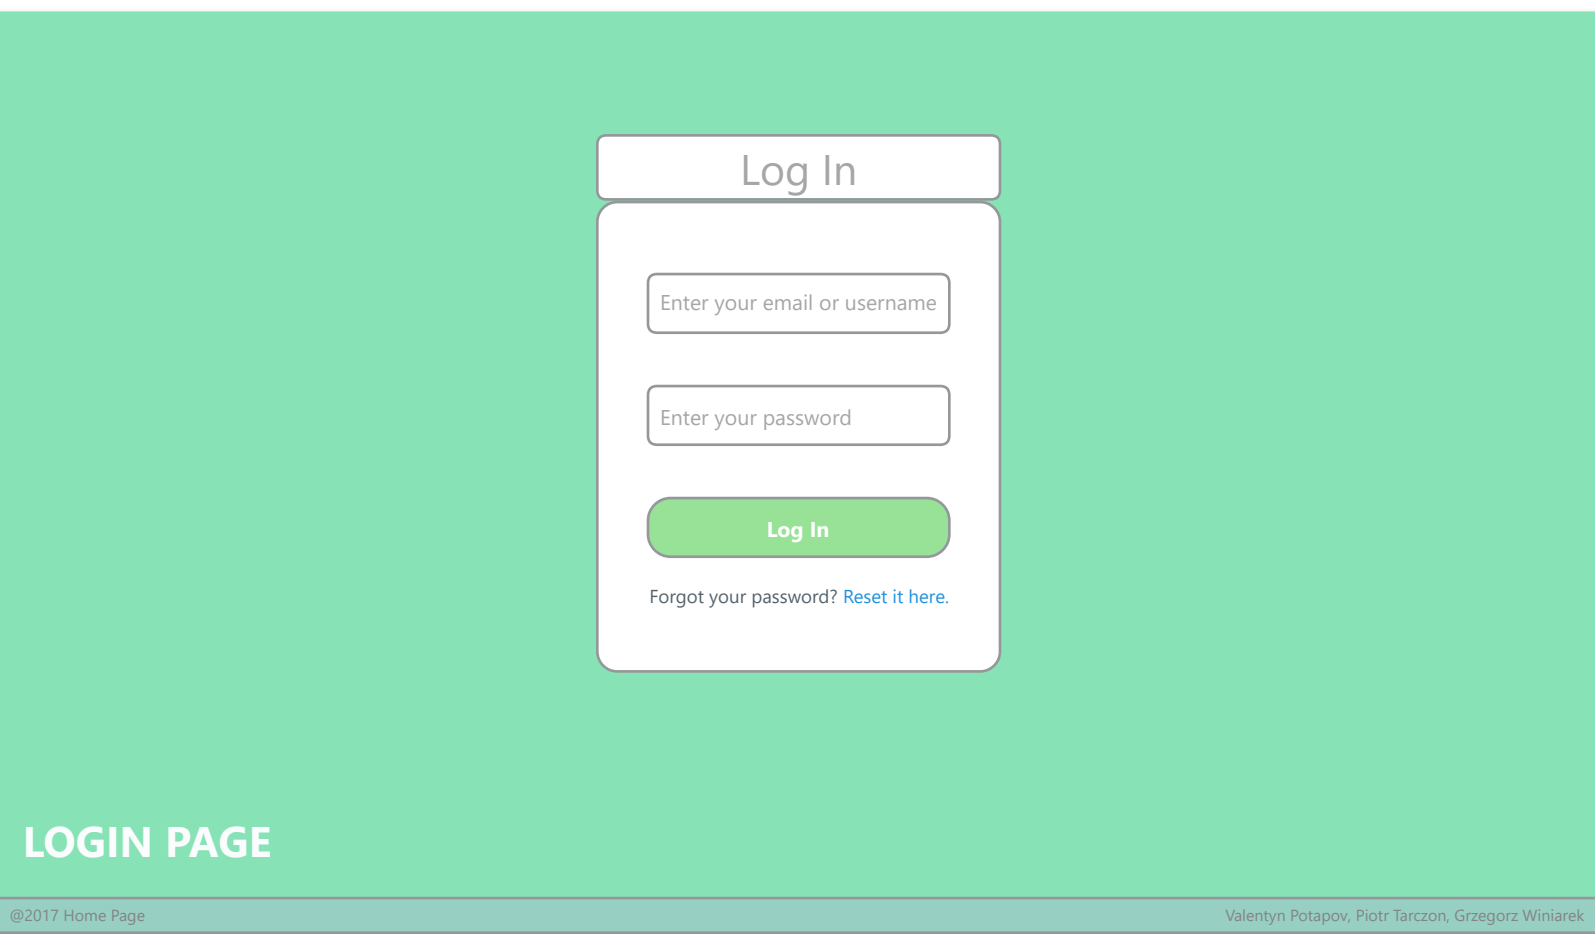 Log In
Enter your email or username
Enter your password
Log In
Forgot your password? Reset it here.
LOGIN PAGE
@2017 Home Page
Valentyn Potapov, Piotr Tarczon, Grzegorz Winiarek